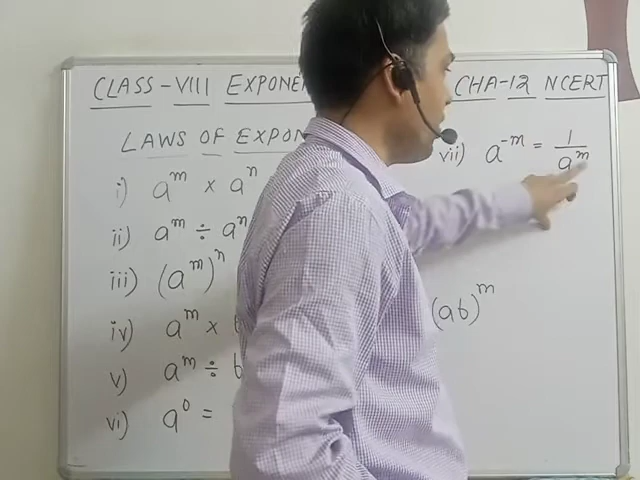 CLASS-VIII EXPONE CHA-12 NCERT
LAWS OF EXPON
i) a^m × a^n
ii) a^m ÷ a^n
iii) (a^m)^n
iv) a^m × (ab)^m
v) a^m ÷ b
vi) a^0 =
vii) a^-m = 1/a^m